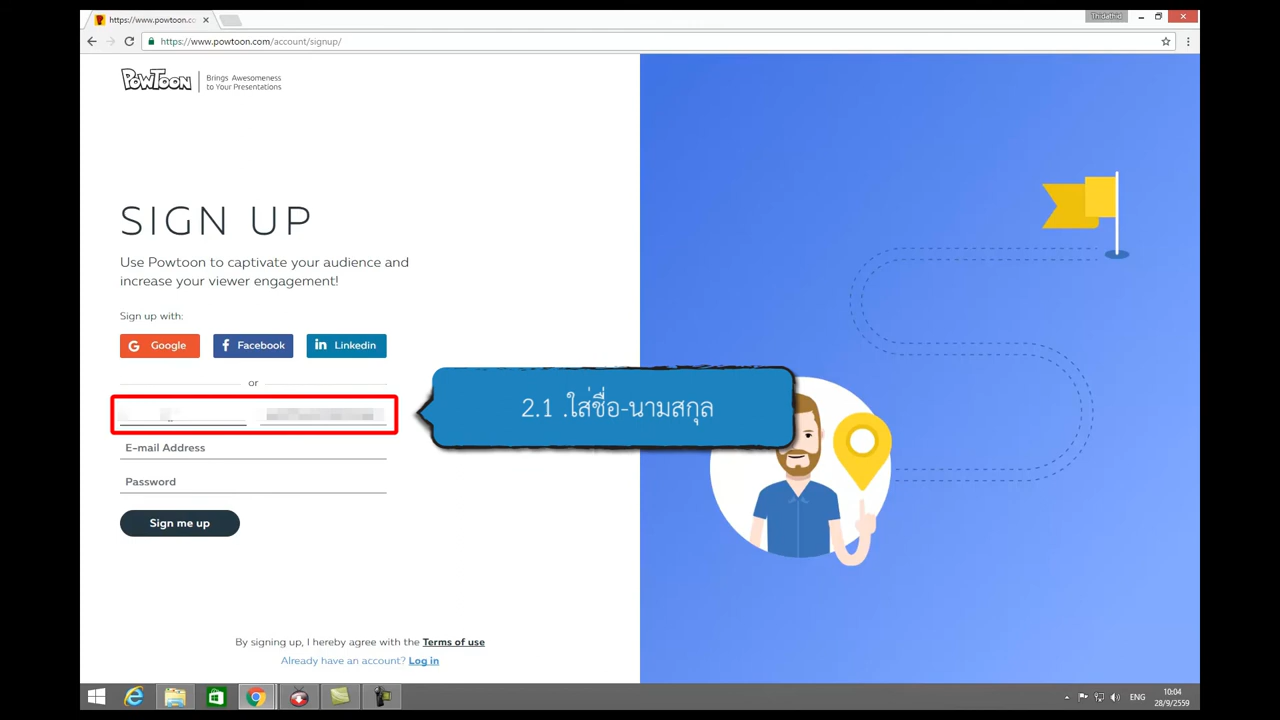 https://www.powtoon.co
Tridathid
https://www.powtoon.com/account/signup/
POWTOON
Brings Awesomeness
to Your Presentations
SIGN UP
Use Powtoon to captivate your audience and
increase your viewer engagement!
Sign up with:
G Google
f Facebook
in Linkedin
or
2.1 .ใส่ชื่อ-นามสกุล
E-mail Address
Password
Sign me up
By signing up, I hereby agree with the Terms of use
Already have an account? Log in
ENG
10:04
28/9/2559